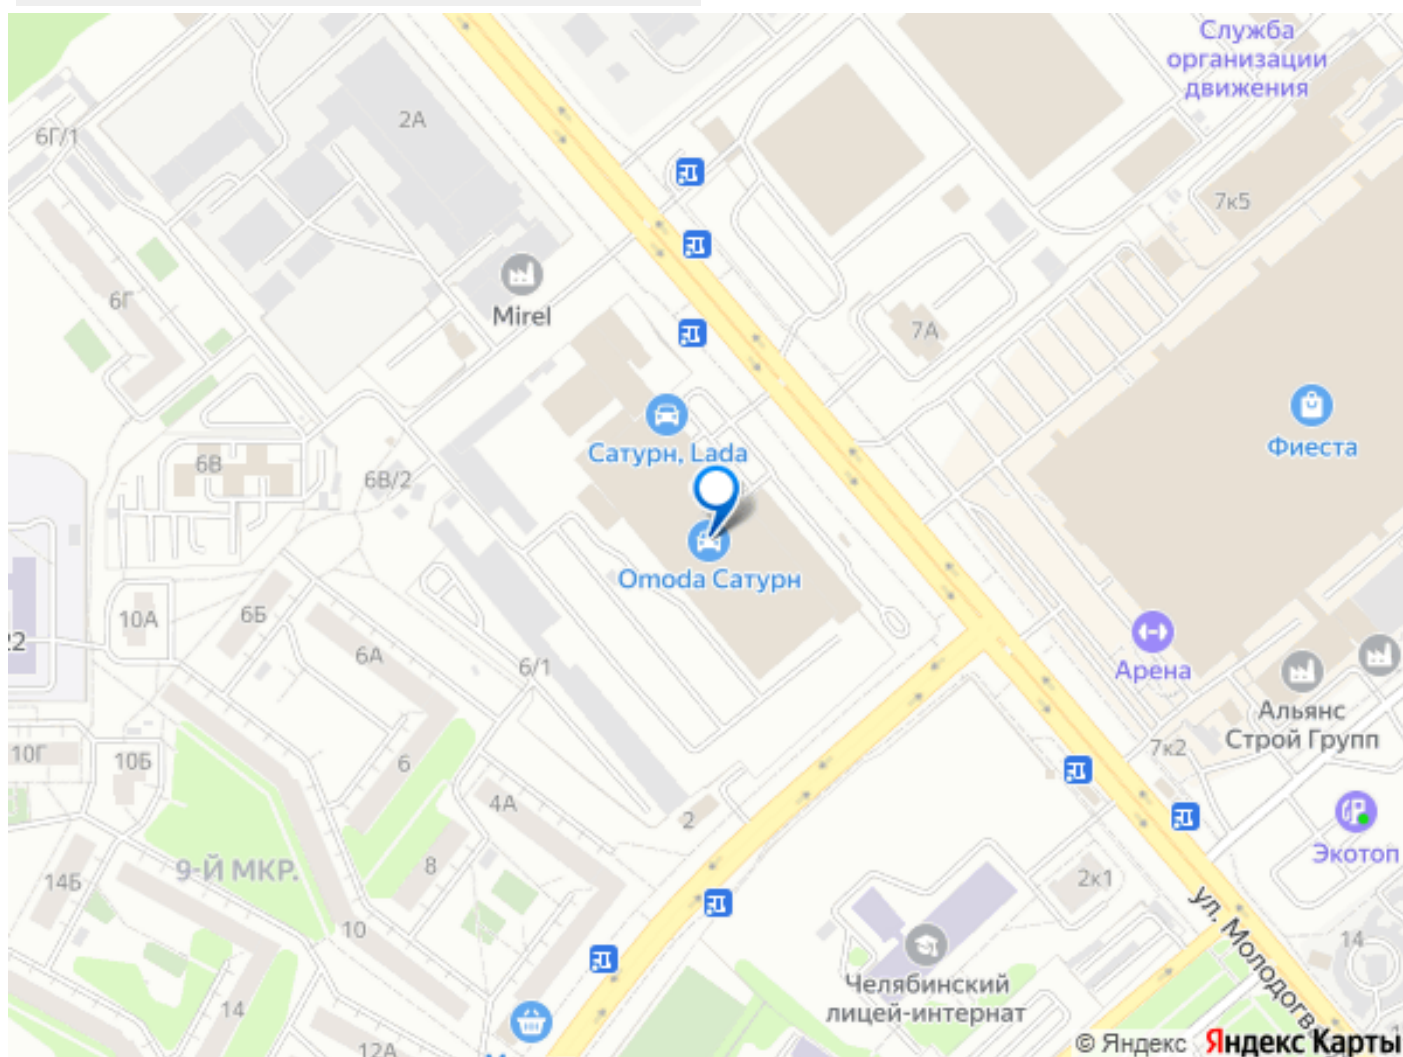 Служба
организации
движения
2А
6Г/1
7к5
6Г
Mirel
7А
Фиеста
Сатурн, Lada
6В
6В/2
Omoda Сатурн
10А
6Б
22
6А
6/1
Арена
Альянс
Строй Групп
10Г
10Б
7к2
6
4А
2
Экотоп
14Б
9-Й МКР.
8
2к1
10
ул. Молодогв
14
Челябинский
лицей-интернат
14
12А
© Яндекс Яндекс Карты